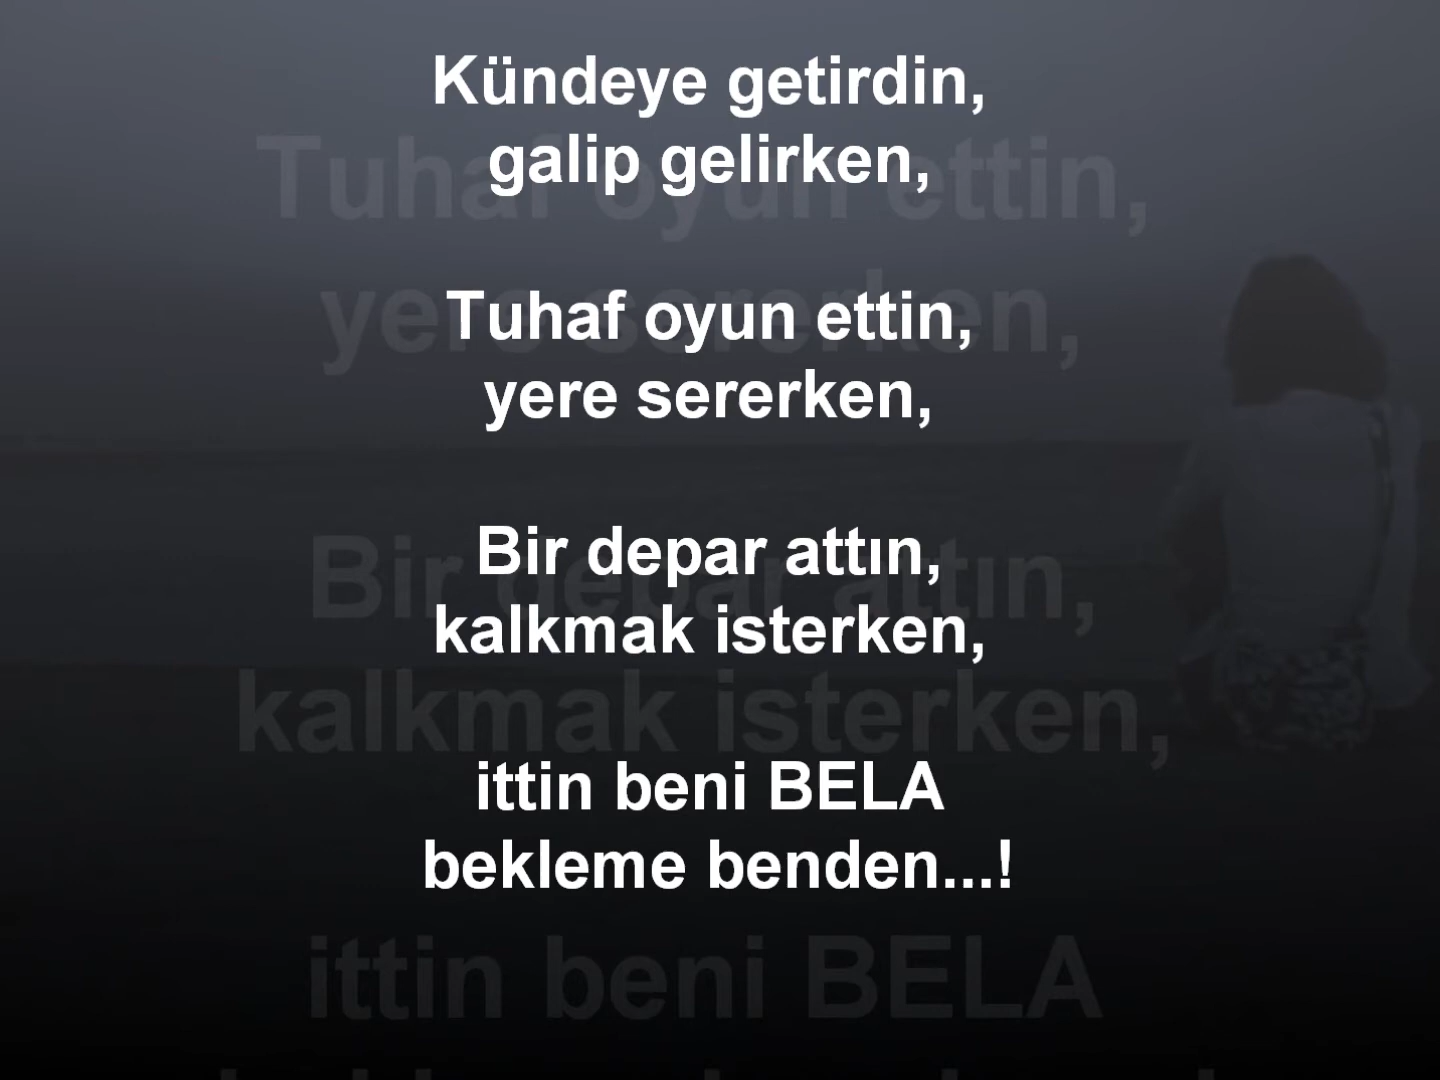 Kündeye getirdin,
galip gelirken,
Tuhaf oyun ettin,
yere sererken,
Bir depar attın,
kalkmak isterken,
ittin beni BELA
bekleme benden...!
Tuhaf oyun ettin,
yere sererken,
Bir depar attın,
kalkmak isterken,
ittin beni BELA